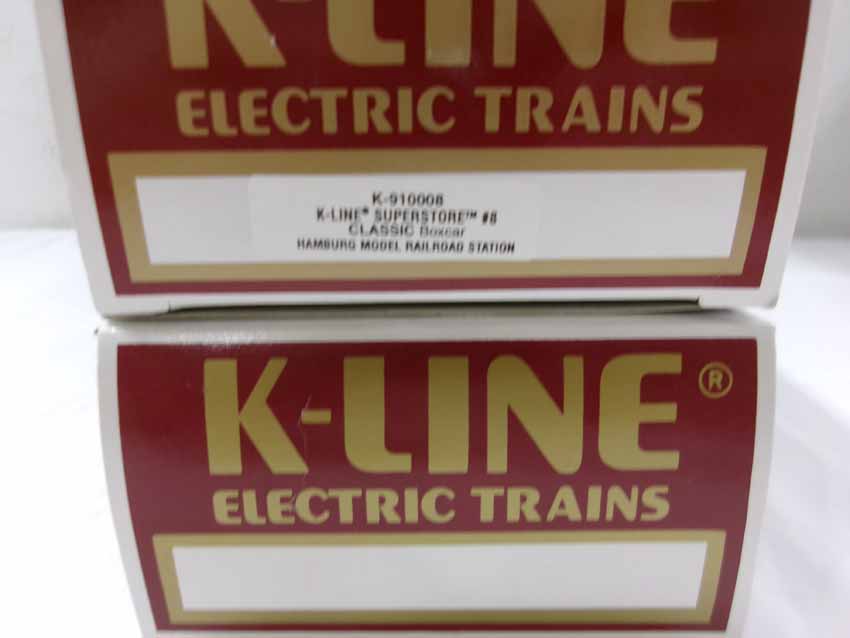 K-LINE
ELECTRIC TRAINS
K-910008
K-LINE® SUPERSTORE™ #8
CLASSIC Boxcar
HAMBURG MODEL RAILROAD STATION
K-LINE®
ELECTRIC TRAINS